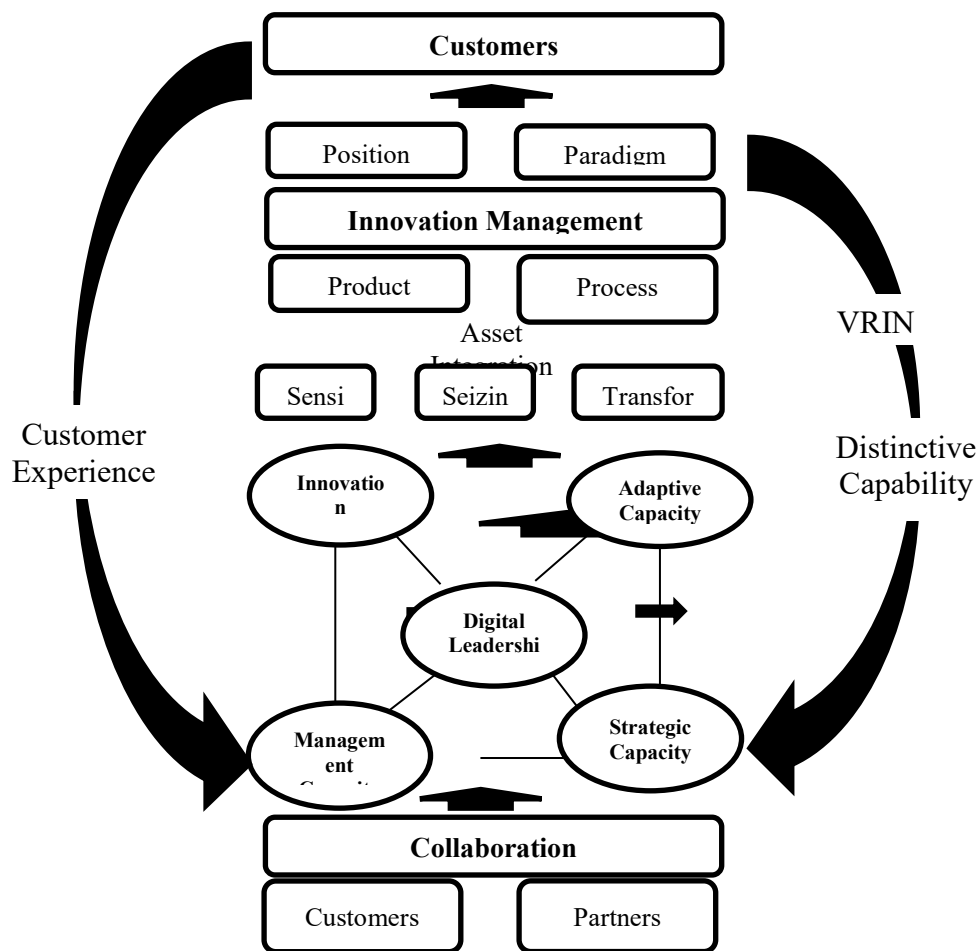 Customers
Position
Paradigm
Innovation Management
Product
Process
VRIN
Asset
Integration
Sensi
Seizin
Transfor
Customer
Experience
Distinctive
Capability
Innovatio
n
Adaptive
Capacity
Digital
Leadershi
Managem
ent
Strategic
Capacity
Collaboration
Customers
Partners